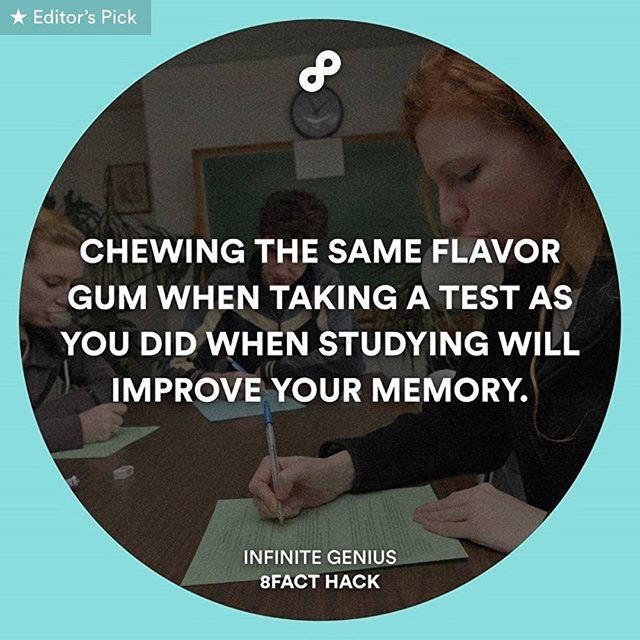 ★ Editor's Pick
CHEWING THE SAME FLAVOR
GUM WHEN TAKING A TEST AS
YOU DID WHEN STUDYING WILL
IMPROVE YOUR MEMORY.
INFINITE GENIUS
8FACT HACK